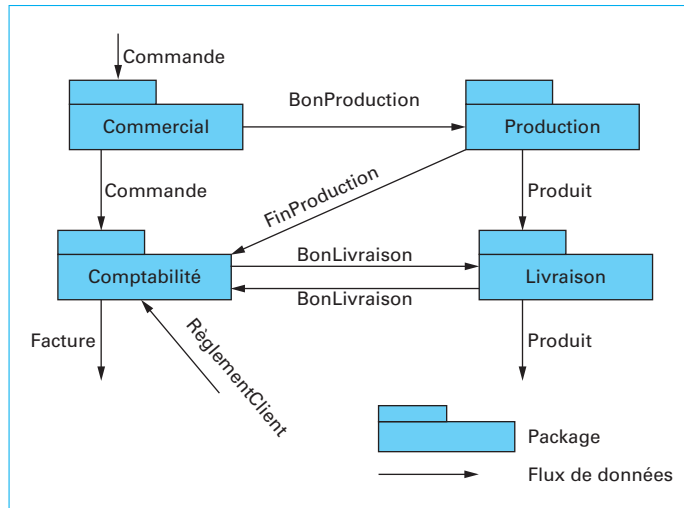 Commande
BonProduction
Commercial
Production
Commande
FinProduction
Produit
BonLivraison
Comptabilité
Livraison
BonLivraison
Facture
RèglementClient
Produit
Package
Flux de données